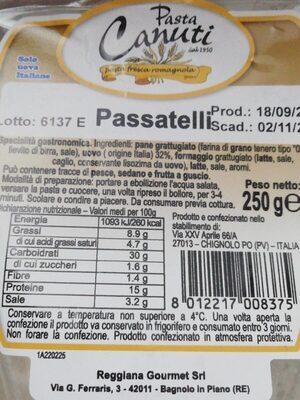 Pasta
Canuti
dal 1950
pasta fresca romagnola
Solo
uova
Italiane
Lotto: 6137 E
Passatelli
Prod.: 18/09/2
Scad.: 02/11/2
Specialità gastronomica. Ingredienti: pane grattugiato (farina di grano tenero tipo "0
lievito di birra, sale), uovo (origine Italia) 32%, formaggio grattugiato (latte, sale,
caglio, conservante lisozima da uovo), latte, sale, aromi.
Può contenere tracce di pesce, sedano e frutta a guscio.
Modalità di preparazione: portare a ebollizione l'acqua salata,
versare la pasta e cuocere, una volta ripreso il bollore, per 3-4
minuti. Scolare e condire a piacere. Da consumare previa cottura.
Peso netto:
250 g e
dichiarazione nutrizionale – Valori medi per 100g
Energia 1093 kJ/260 kcal
Grassi 8.9 g
di cui acidi grassi saturi 4.7 g
Carboidrati 30 g
di cui zuccheri 1.6 g
Fibre 1.4 g
Proteine 15 g
Sale 3.2 g
Prodotto e confezionato nello
stabilimento di:
Via XXV Aprile 66/A
27013 - CHIGNOLO PO (PV) - ITALIA
8 012217 008375
Conservare a temperatura non superiore a 4°C. Una volta aperta la
confezione il prodotto va conservato in frigorifero e consumato entro 3 giorni.
Non forare la confezione. Prodotto confezionato in atmosfera protettiva.
1A220225
Reggiana Gourmet Srl
Via G. Ferraris, 3 - 42011 - Bagnolo in Piano (RE)